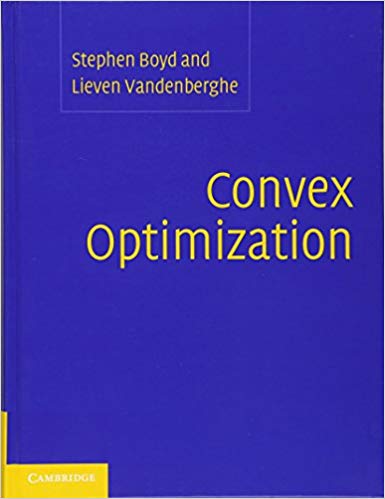 Stephen Boyd and
Lieven Vandenberghe
Convex
Optimization
CAMBRIDGE